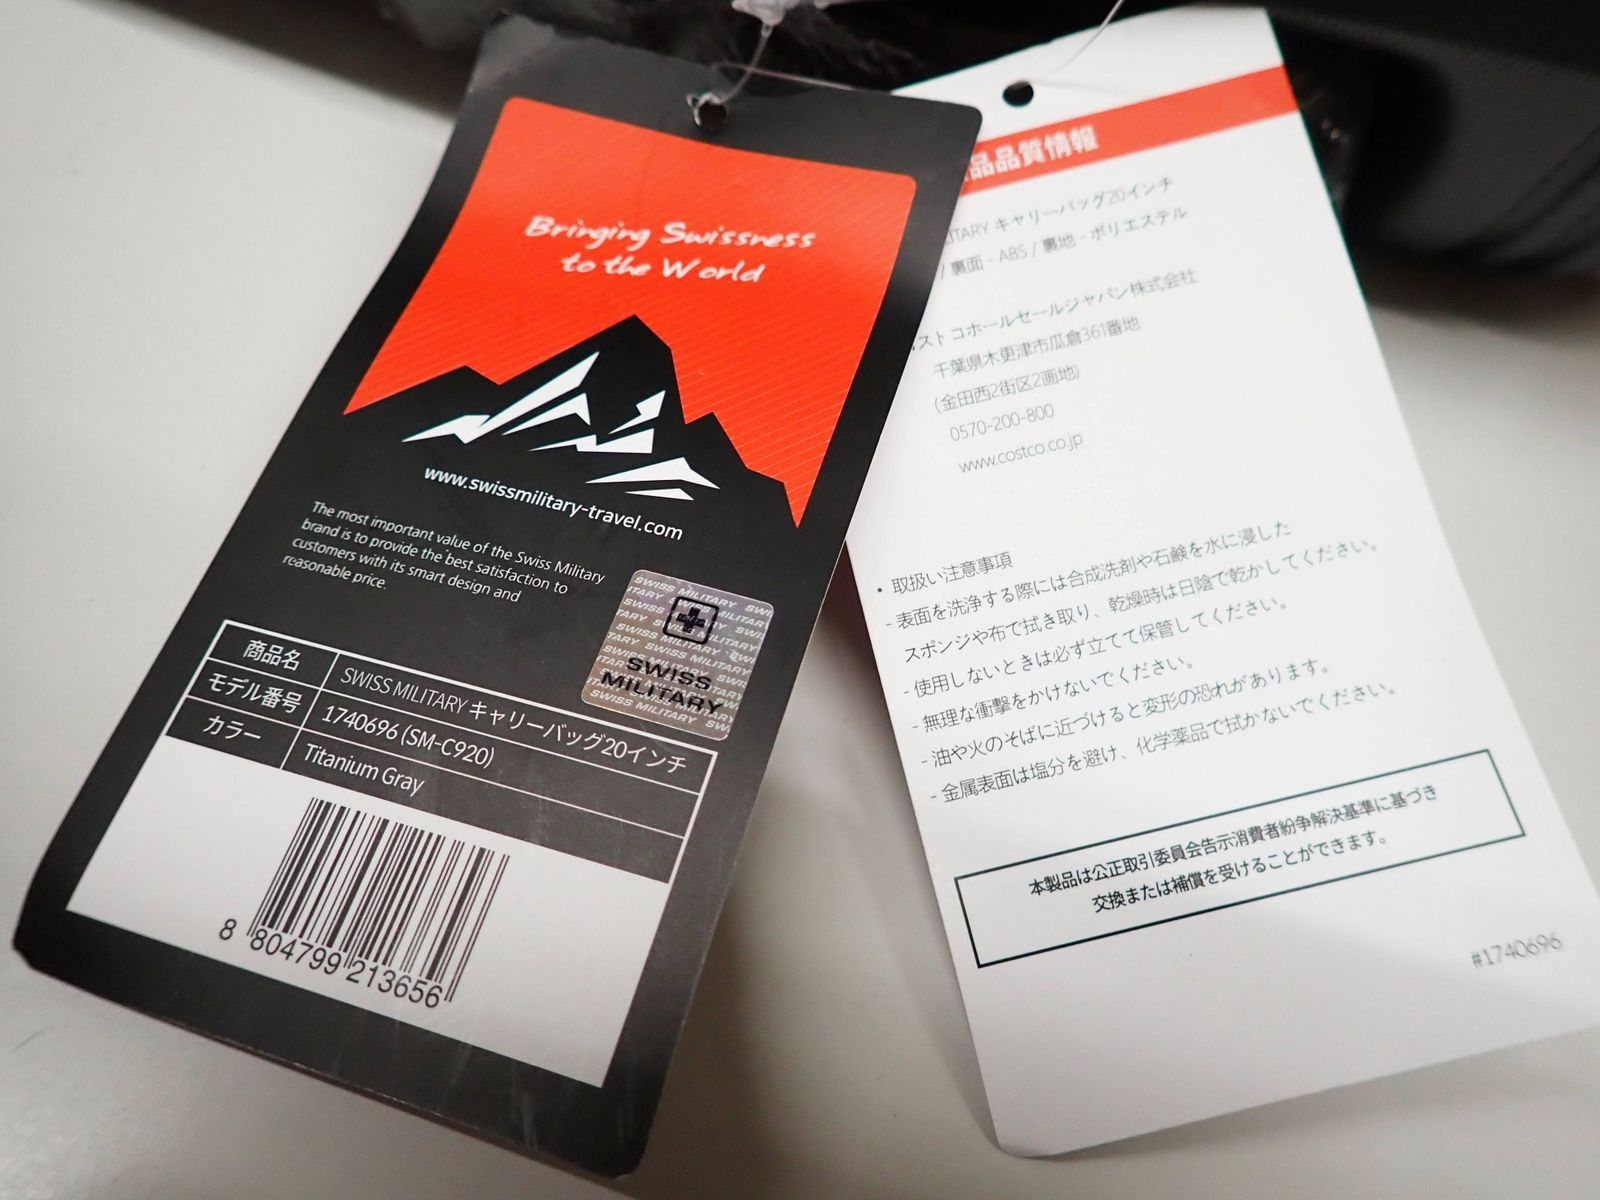 Bringing Swissness
to the World
www.swissmilitary-travel.com
The most important value of the Swiss Military
brand is to provide the best satisfaction to
customers with its smart design and
reasonable price.
SWISS
MILITARY
商品名 SWISS MILITARY キャリーバッグ20インチ
モデル番号 1740696 (SM-C920)
カラー Titanium Gray
8 804799 213656
品品質情報
ITARY キャリーバッグ20インチ
/ 裏面 - ABS / 裏地 - ポリエステル
ストコホールセールジャパン株式会社
千葉県木更津市瓜倉361番地
(金田西2街区2画地)
0570-200-800
www.costco.co.jp
• 取扱い注意事項
- 表面を洗浄する際には合成洗剤や石鹸を水に浸した
スポンジや布で拭き取り、乾燥時は日陰で乾かしてください。
- 使用しないときは必ず立てて保管してください。
- 無理な衝撃をかけないでください。
- 油や火のそばに近づけると変形の恐れがあります。
- 金属表面は塩分を避け、化学薬品で拭かないでください。
本製品は公正取引委員会告示消費者紛争解決基準に基づき
交換または補償を受けることができます。
#1740696